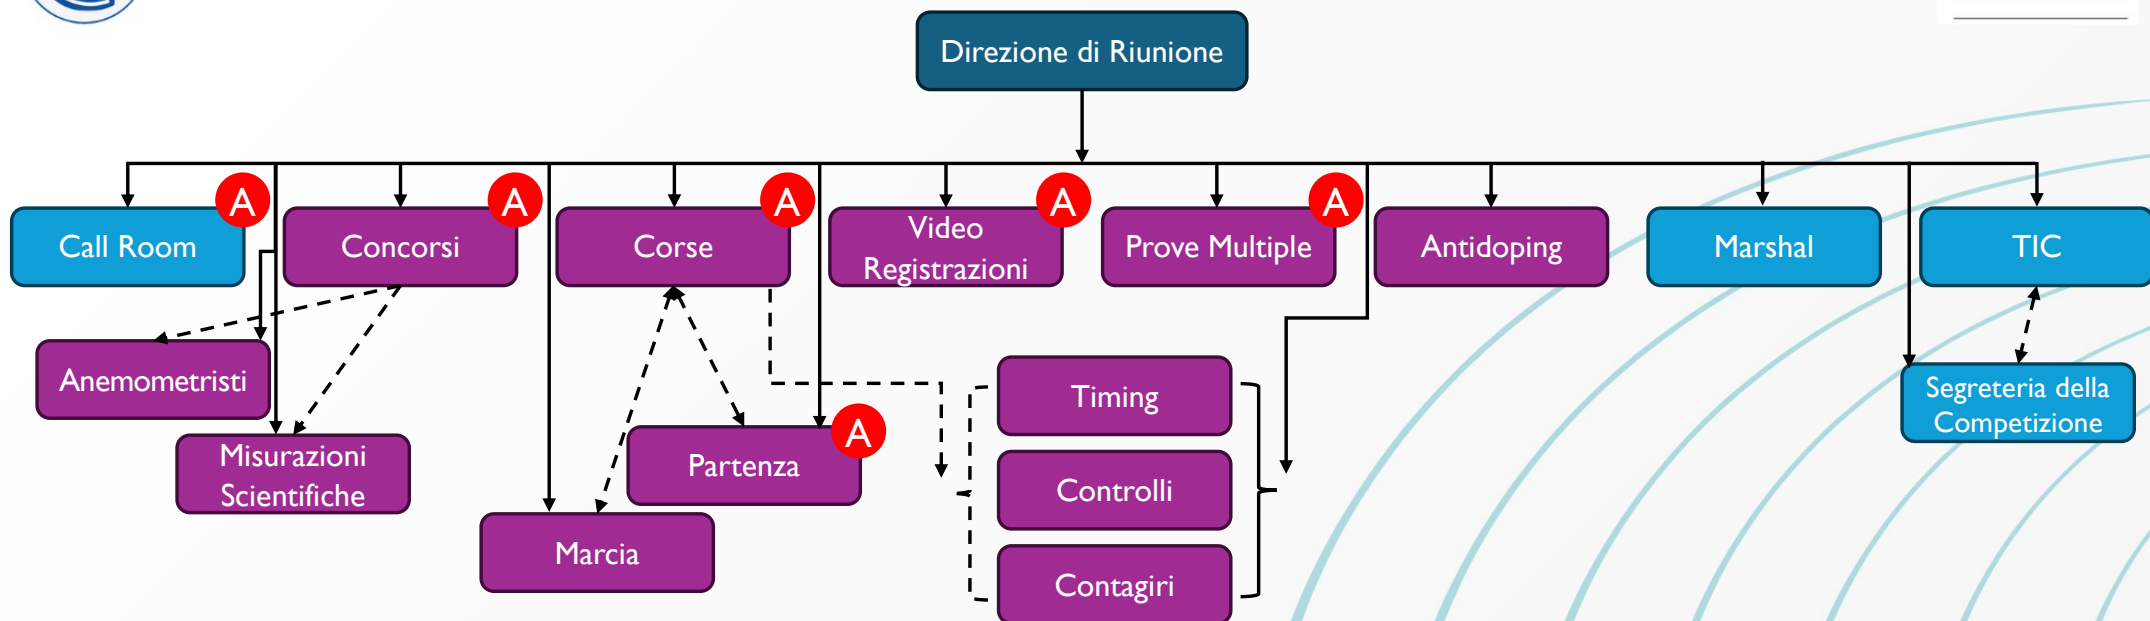 Direzione di Riunione
A
A
A
A
A
Call Room
Concorsi
Corse
Video
Registrazioni
Prove Multiple
Antidoping
Marshal
TIC
Anemometristi
Misurazioni
Scientifiche
A
Partenza
Marcia
Timing
Controlli
Contagiri
Segreteria della
Competizione